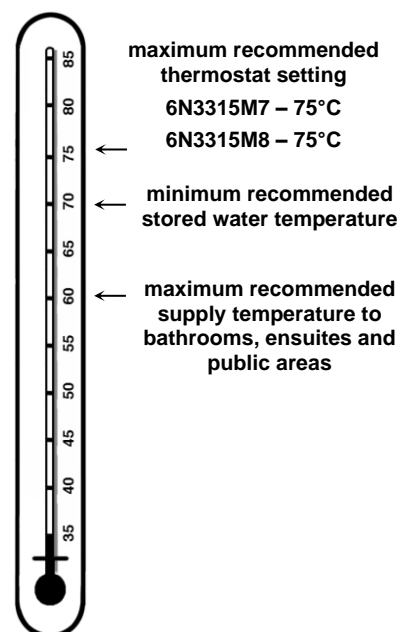 maximum recommended
thermostat setting
6N3315M7 – 75°C
6N3315M8 – 75°C
minimum recommended
stored water temperature
maximum recommended
supply temperature to
bathrooms, ensuites and
public areas
85
80
75
70
65
60
55
50
45
40
35